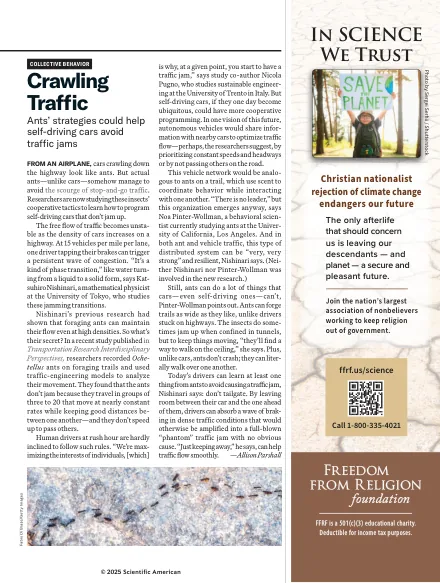 COLLECTIVE BEHAVIOR
Crawling
Traffic
Ants' strategies could help
self-driving cars avoid
traffic jams
FROM AN AIRPLANE, cars crawling down
the highway look like ants. But actual
ants—unlike cars—somehow manage to
avoid the scourge of stop-and-go traffic.
Researchers are now studying these insects'
cooperative tactics to learn how to program
self-driving cars that don't jam up.
The free flow of traffic becomes unsta-
ble as the density of cars increases on a
highway. At 15 vehicles per mile per lane,
one driver tapping their brakes can trigger
a persistent wave of congestion. "It's a
kind of phase transition," like water turn-
ing from a liquid to a solid form, says Kat-
suhiro Nishinari, a mathematical physicist
at the University of Tokyo, who studies
these jamming transitions.
Nishinari's previous research had
shown that foraging ants can maintain
their flow even at high densities. So what's
their secret? In a recent study published in
Transportation Research Interdisciplinary
Perspectives, researchers recorded Ochе-
tellus ants on foraging trails and used
traffic-engineering models to analyze
their movement. They found that the ants
don't jam because they travel in groups of
three to 20 that move at nearly constant
rates while keeping good distances be-
tween one another—and they don't speed
up to pass others.
Human drivers at rush hour are hardly
inclined to follow such rules. "We're max-
imizing the interests of individuals, [which]
is why, at a given point, you start to have a
traffic jam," says study co-author Nicola
Pugno, who studies sustainable engineer-
ing at the University of Trento in Italy. But
self-driving cars, if they one day become
ubiquitous, could have more cooperative
programming. In one vision of this future,
autonomous vehicles would share infor-
mation with nearby cars to optimize traffic
flow—perhaps, the researchers suggest, by
prioritizing constant speeds and headways
or by not passing others on the road.
This vehicle network would be analo-
gous to ants on a trail, which use scent to
coordinate behavior while interacting
with one another. "There is no leader," but
this organization emerges anyway, says
Noa Pinter-Wollman, a behavioral scien-
tist currently studying ants at the Univer-
sity of California, Los Angeles. And in
both ant and vehicle traffic, this type of
distributed system can be "very, very
strong" and resilient, Nishinari says. (Nei-
ther Nishinari nor Pinter-Wollman was
involved in the new research.)
Still, ants can do a lot of things that
cars—even self-driving ones—can't,
Pinter-Wollman points out. Ants can forge
trails as wide as they like, unlike drivers
stuck on highways. The insects do some-
times jam up when confined in tunnels,
but to keep things moving, "they'll find a
way to walk on the ceiling," she says. Plus,
unlike cars, ants don't crash; they can liter-
ally walk over one another.
Today's drivers can learn at least one
thing from ants to avoid causing a traffic jam,
Nishinari says: don't tailgate. By leaving
room between their car and the one ahead
of them, drivers can absorb a wave of brak-
ing in dense traffic conditions that would
otherwise be amplified into a full-blown
"phantom" traffic jam with no obvious
cause. "Just keeping away," he says, can help
traffic flow smoothly. —Allison Parshall
© 2025 Scientific American
IN SCIENCE
WE TRUST
SAVE
PLANET
Photo by Sergio Serfki / Shutterstock
Christian nationalist
rejection of climate change
endangers our future
The only afterlife
that should concern
us is leaving our
descendants — and
planet — a secure and
pleasant future.
Join the nation's largest
association of nonbelievers
working to keep religion
out of government.
ffrf.us/science
Call 1-800-335-4021
FREEDOM
FROM RELIGION
foundation
FFRF is a 501(c)(3) educational charity.
Deductible for income tax purposes.